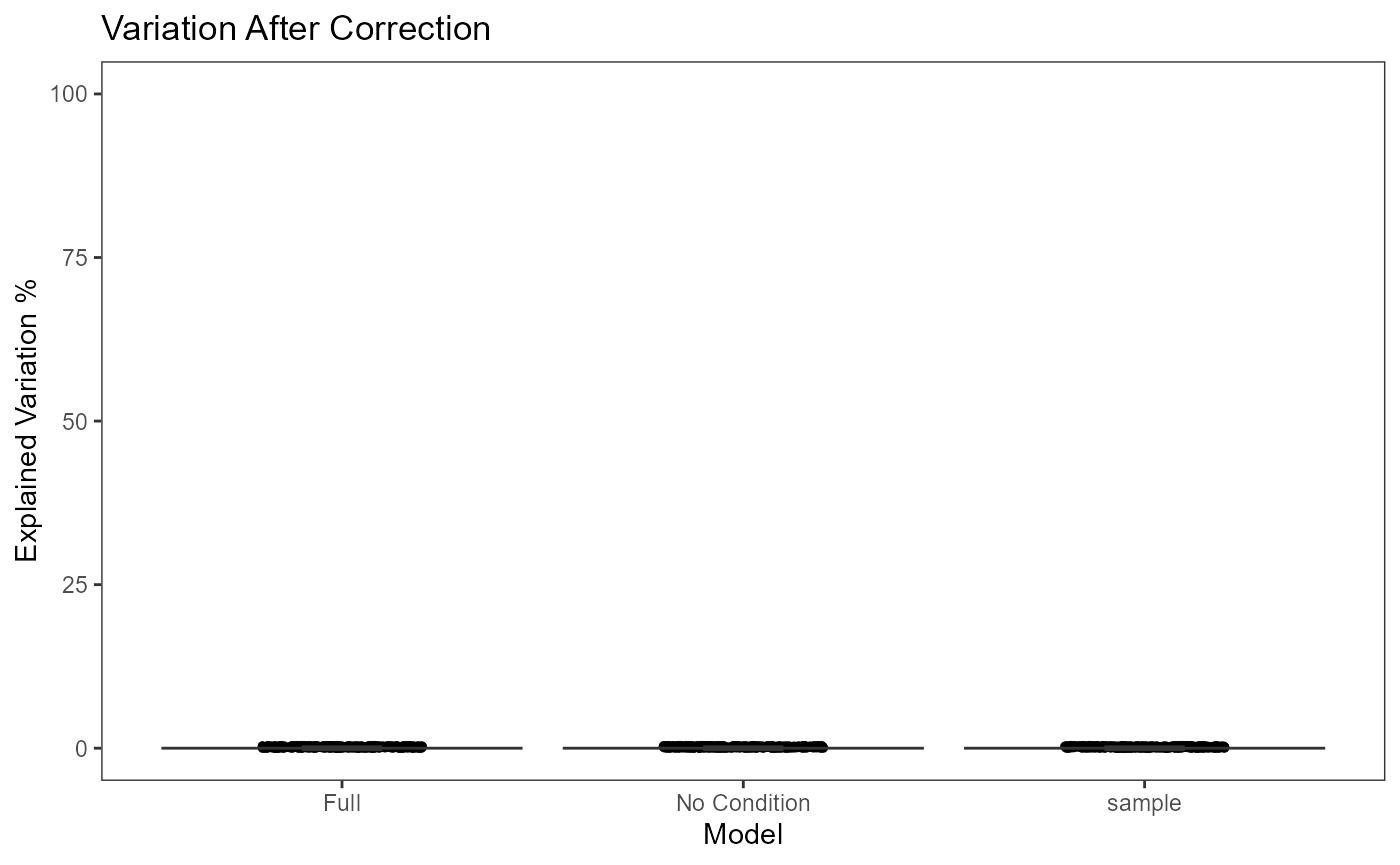 Variation After Correction
Explained Variation %
100
75
50
25
0
Full
No Condition
sample
Model